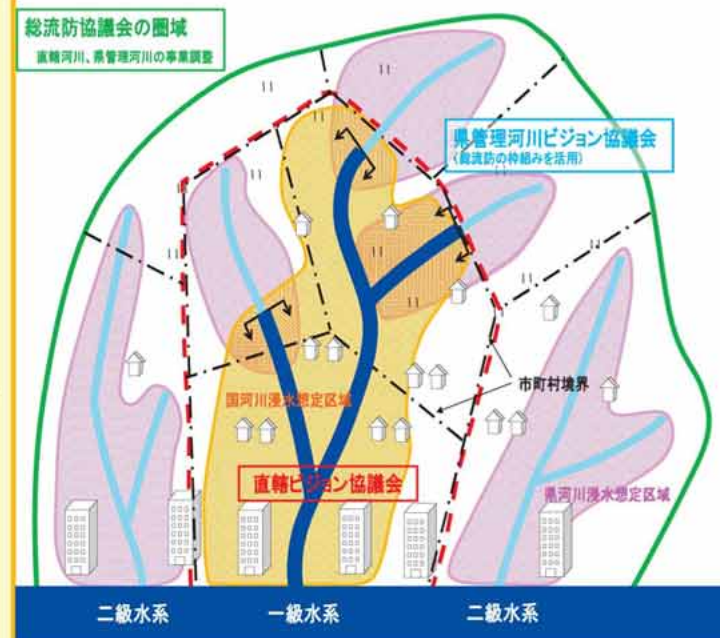 総流防協議会の圏域
直轄河川、県管理河川の事業調整
県管理河川ビジョン協議会
(総流防の枠組みを活用)
市町村境界
国河川浸水想定区域
直轄ビジョン協議会
県河川浸水想定区域
二級水系 一級水系 二級水系